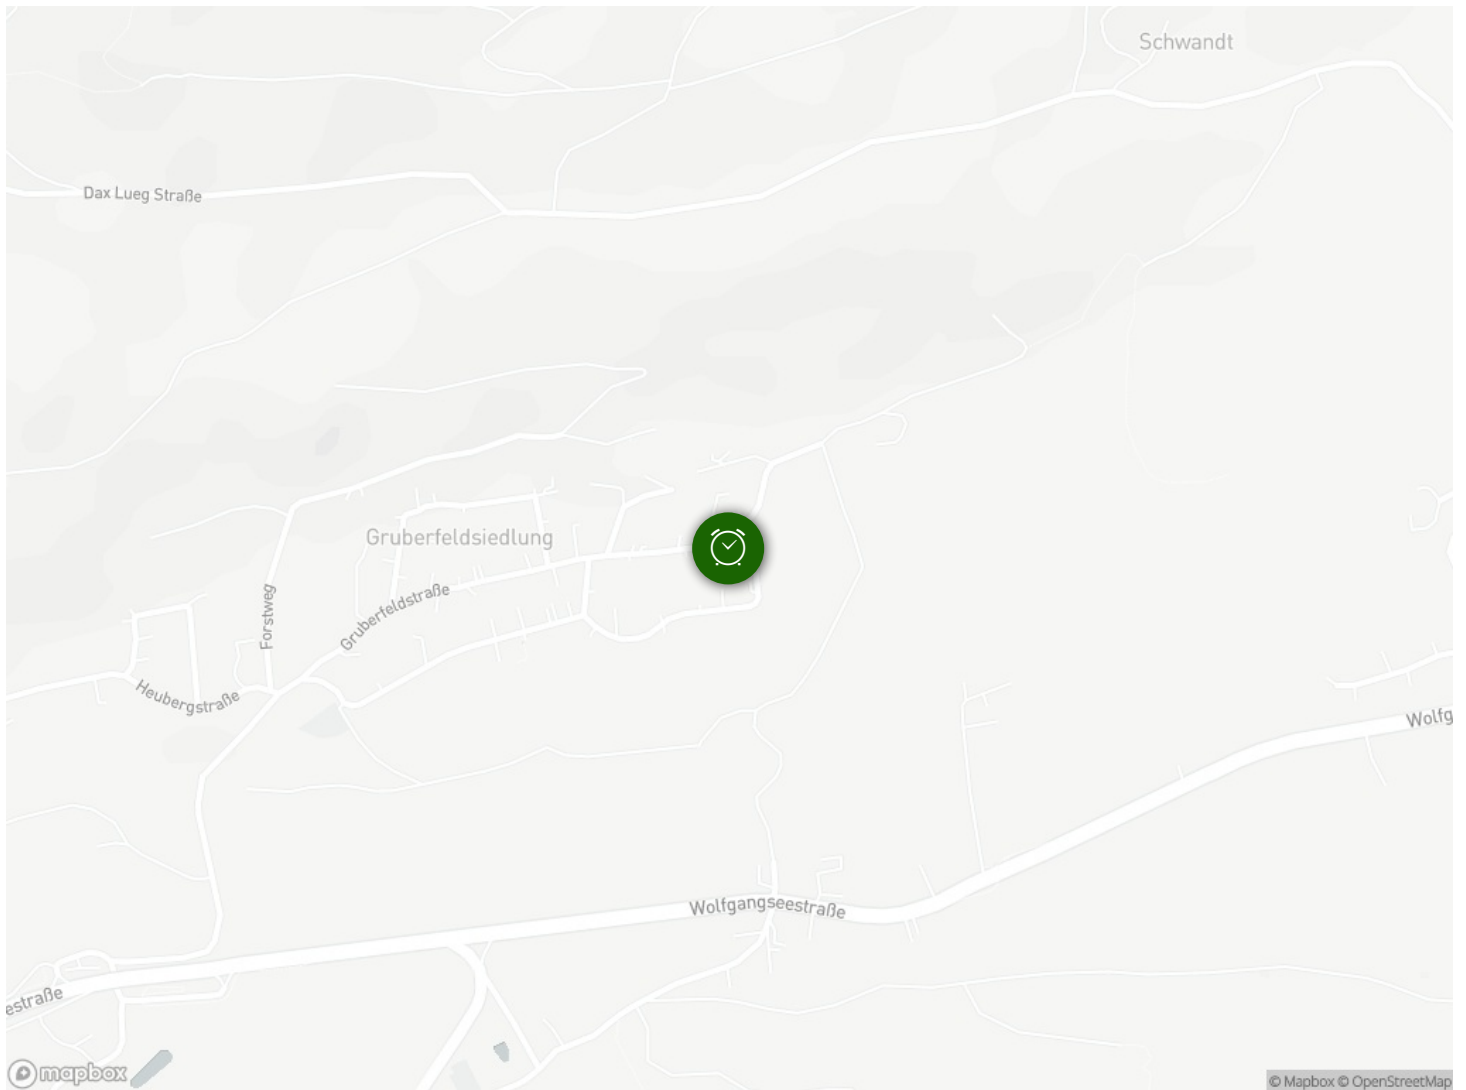 Schwandt
Dax Lueg Straße
Gruberfeldsiedlung
Forstweg
Gruberfeldstraße
Heubergstraße
Wolfg
Wolfgangseestraße
estraße
mapbox
© Mapbox © OpenStreetMap